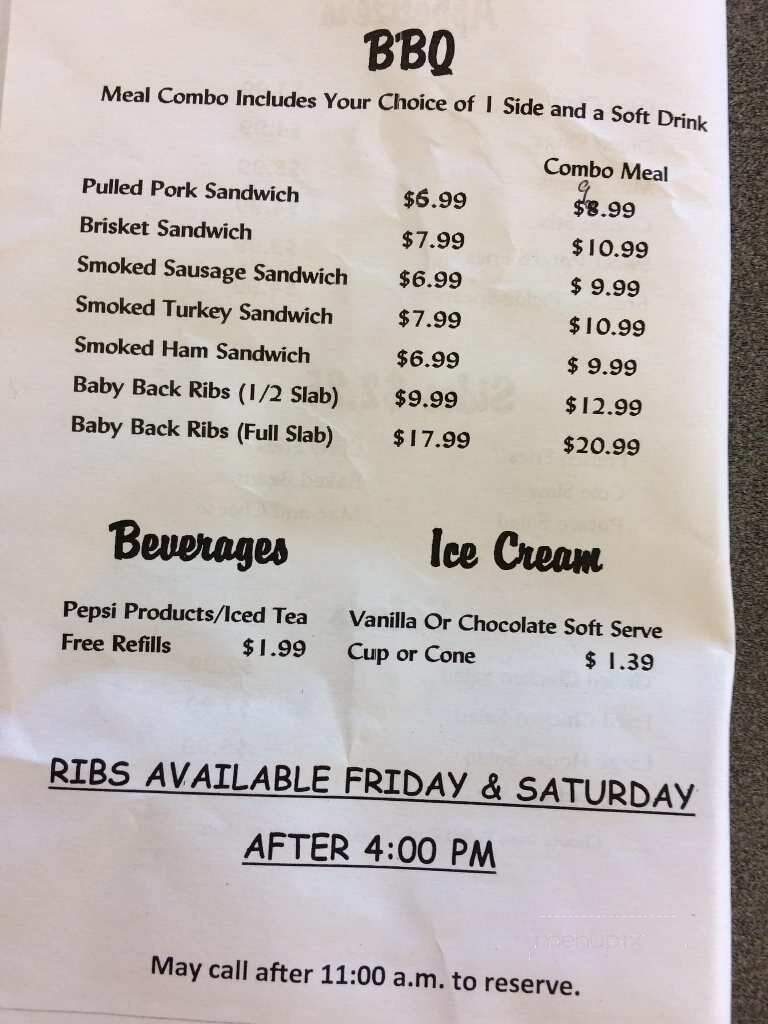 BBQ
Meal Combo Includes Your Choice of 1 Side and a Soft Drink
Combo Meal
9
Pulled Pork Sandwich $6.99 $8.99
Brisket Sandwich $7.99 $10.99
Smoked Sausage Sandwich $6.99 $ 9.99
Smoked Turkey Sandwich $7.99 $10.99
Smoked Ham Sandwich $6.99 $ 9.99
Baby Back Ribs (1/2 Slab) $9.99 $12.99
Baby Back Ribs (Full Slab) $17.99 $20.99
Beverages
Pepsi Products/Iced Tea
Free Refills $1.99
Ice Cream
Vanilla Or Chocolate Soft Serve
Cup or Cone $ 1.39
RIBS AVAILABLE FRIDAY & SATURDAY
AFTER 4:00 PM
menupix
May call after 11:00 a.m. to reserve.